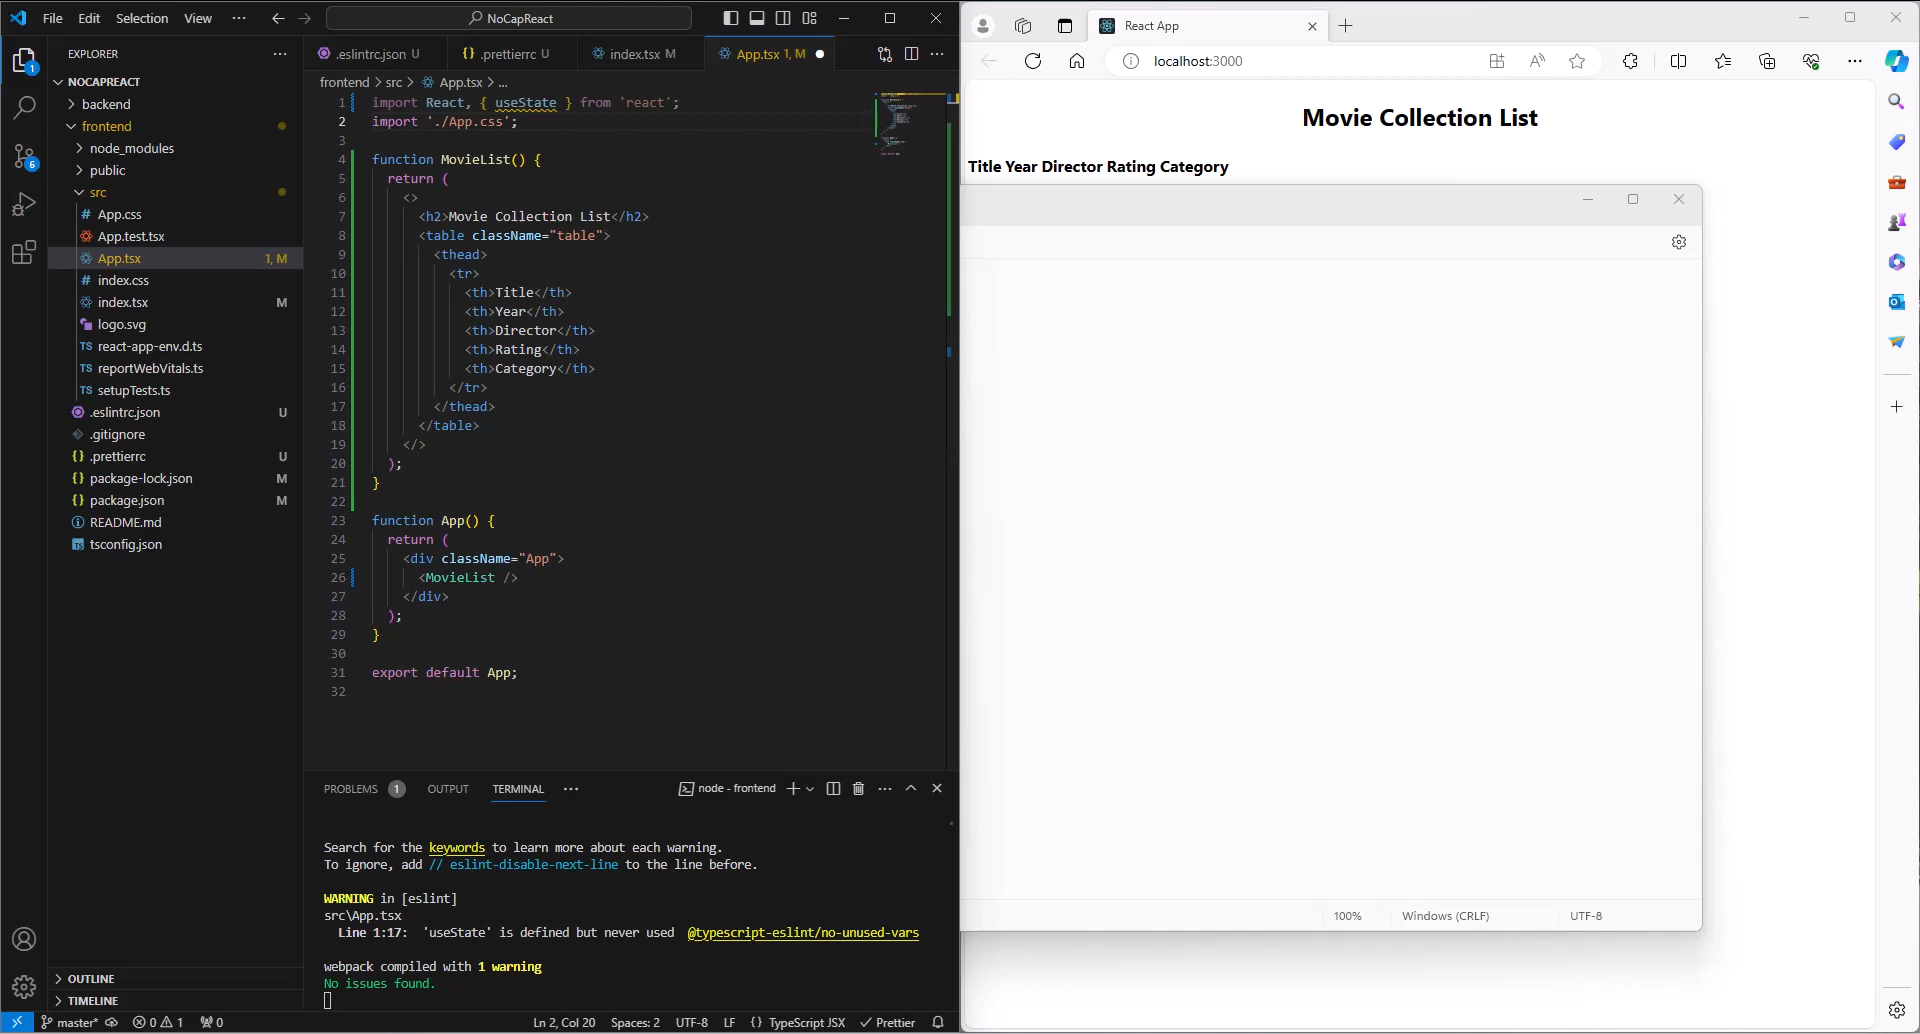 File Edit Selection View ··· NoCapReact
EXPLORER
NOCAPREACT
backend
frontend
node_modules
public
src
# App.css
App.test.tsx
App.tsx 1, M
# index.css
index.tsx M
logo.svg
TS react-app-env.d.ts
TS reportWebVitals.ts
TS setupTests.ts
.eslintrc.json U
.gitignore
{} .prettierrc U
{} package-lock.json M
{} package.json M
README.md
TS tsconfig.json
OUTLINE
TIMELINE
1
6
.eslintrc.json U {} .prettierrc U index.tsx M App.tsx 1, M
frontend > src > App.tsx > ...
1 import React, { useState } from 'react';
2 import './App.css';
3
4 function MovieList() {
5 return (
6 <>
7 <h2>Movie Collection List</h2>
8 <table className="table">
9 <thead>
10 <tr>
11 <th>Title</th>
12 <th>Year</th>
13 <th>Director</th>
14 <th>Rating</th>
15 <th>Category</th>
16 </tr>
17 </thead>
18 </table>
19 </>
20 );
21 }
22
23 function App() {
24 return (
25 <div className="App">
26 <MovieList />
27 </div>
28 );
29 }
30
31 export default App;
32
PROBLEMS 1 OUTPUT TERMINAL ··· node - frontend
Search for the keywords to learn more about each warning.
To ignore, add // eslint-disable-next-line to the line before.
WARNING in [eslint]
src\App.tsx
Line 1:17: 'useState' is defined but never used @typescript-eslint/no-unused-vars
webpack compiled with 1 warning
No issues found.
master* 0 1 0 Ln 2, Col 20 Spaces: 2 UTF-8 LF {} TypeScript JSX Prettier
React App
localhost:3000
Movie Collection List
Title Year Director Rating Category
100% Windows (CRLF) UTF-8